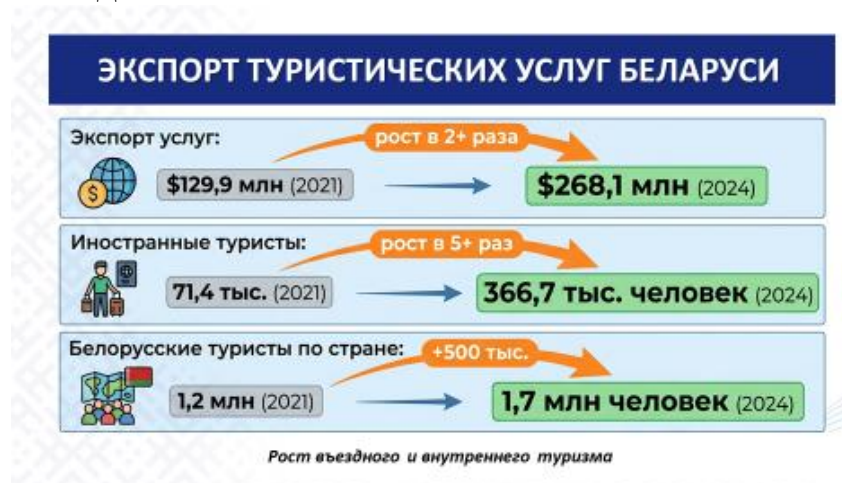 ЭКСПОРТ ТУРИСТИЧЕСКИХ УСЛУГ БЕЛАРУСИ
Экспорт услуг:
рост в 2+ раза
$129,9 млн (2021)
$268,1 млн (2024)
Иностранные туристы:
рост в 5+ раз
71,4 тыс. (2021)
366,7 тыс. человек (2024)
Белорусские туристы по стране:
+500 тыс.
1,2 млн (2021)
1,7 млн человек (2024)
Рост въездного и внутреннего туризма